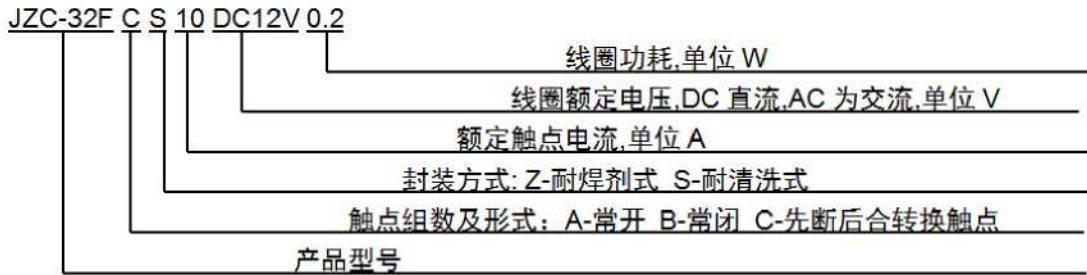 JZC-32F C S 10 DC12V 0.2
线圈功耗,单位 W
线圈额定电压,DC 直流,AC 为交流,单位 V
额定触点电流,单位 A
封装方式: Z-耐焊剂式 S-耐清洗式
触点组数及形式：A-常开 B-常闭 C-先断后合转换触点
产品型号